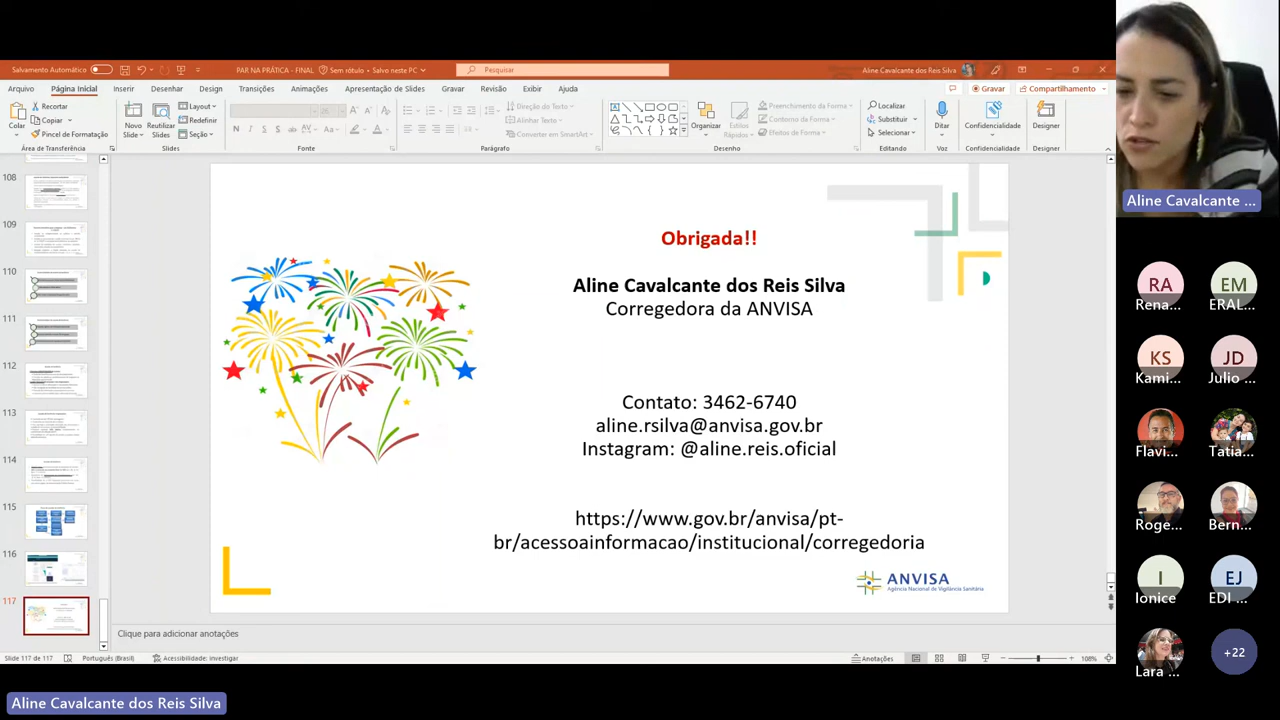 Salvamento Automático
PAR NA PRÁTICA - FINAL
Sem rótulo • Salvo neste PC
Pesquisar
Aline Cavalcante dos Reis Silva
Arquivo
Página Inicial
Inserir
Desenhar
Design
Transições
Animações
Apresentação de Slides
Gravar
Revisão
Exibir
Ajuda
Gravar
Compartilhamento
Colar
Recortar
Copiar
Pincel de Formatação
Área de Transferência
Novo Slide
Reutilizar Slides
Layout
Redefinir
Seção
Slides
Fonte
Direção do Texto
Alinhar Texto
Converter em SmartArt
Parágrafo
Organizar
Estilos Rápidos
Preenchimento da Forma
Contorno da Forma
Efeitos de Forma
Desenho
Localizar
Substituir
Selecionar
Editando
Ditar
Voz
Confidencialidade
Confidencialidade
Designer
Designer
108
109
110
111
112
113
114
115
116
117
Obrigada!!
Aline Cavalcante dos Reis Silva
Corregedora da ANVISA
Contato: 3462-6740
aline.rsilva@anvisa.gov.br
Instagram: @aline.reis.oficial
https://www.gov.br/anvisa/pt-
br/acessoainformacao/institucional/corregedoria
ANVISA
Agência Nacional de Vigilância Sanitária
Clique para adicionar anotações
Slide 117 de 117
Português (Brasil)
Acessibilidade: Investigar
Anotações
108%
Aline Cavalcante ...
RA
Rena...
EM
ERAL...
KS
Kami...
JD
Julio ...
Flavi...
Tatia...
Roge...
Bern...
I
Ionice
EJ
EDI ...
Lara ...
+22
Aline Cavalcante dos Reis Silva